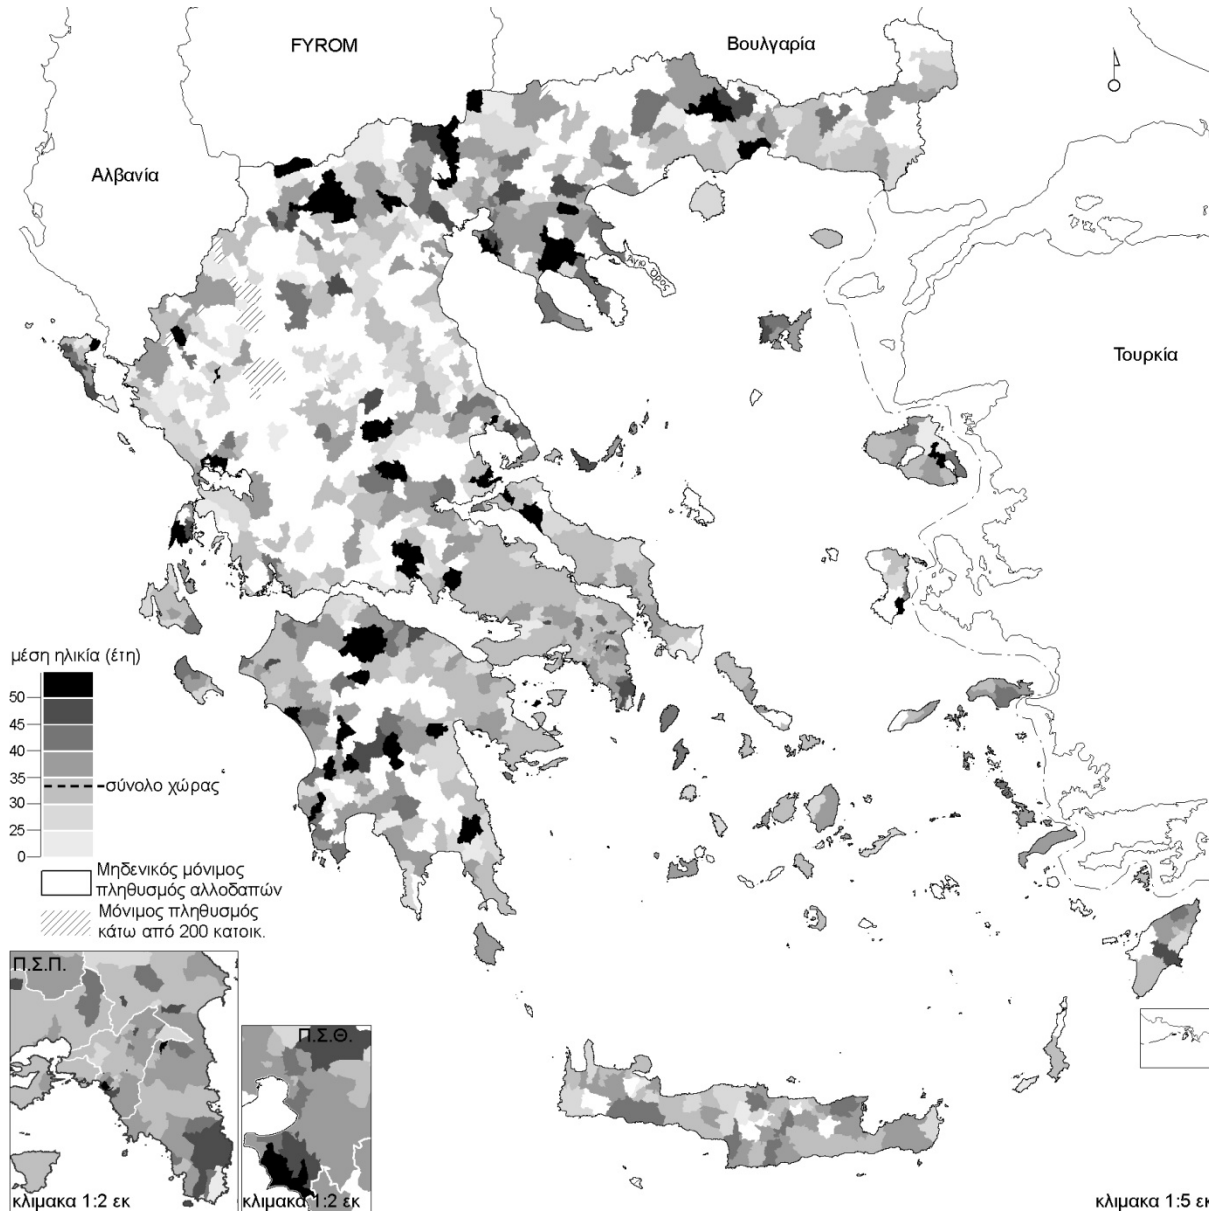 FYROM
Βουλγαρία
Αλβανία
Άγιο Όρος
Τουρκία
μέση ηλικία (έτη)
50
45
40
35
σύνολο χώρας
30
25
0
Μηδενικός μόνιμος
πληθυσμός αλλοδαπών
Μόνιμος πληθυσμός
κάτω από 200 κατοικ.
Π.Σ.Π.
Π.Σ.Θ.
κλιμακα 1:2 εκ
κλιμακα 1:2 εκ
κλιμακα 1:5 εκ